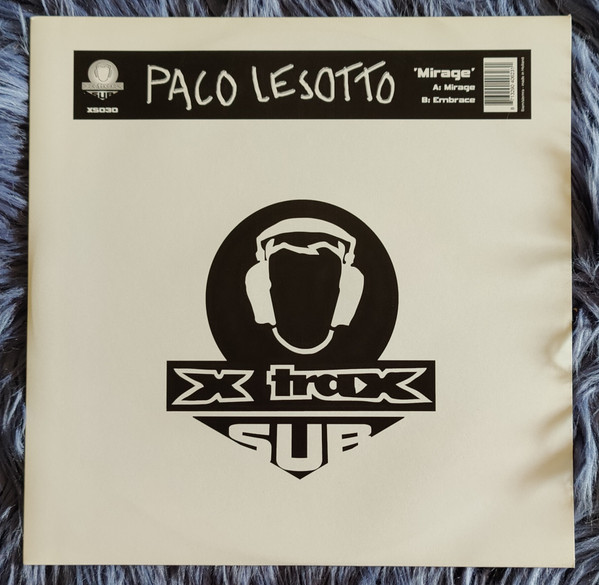 XS030
PACO LESOTTO
'Mirage'
A: Mirage
B: Embrace
X trax
SUB